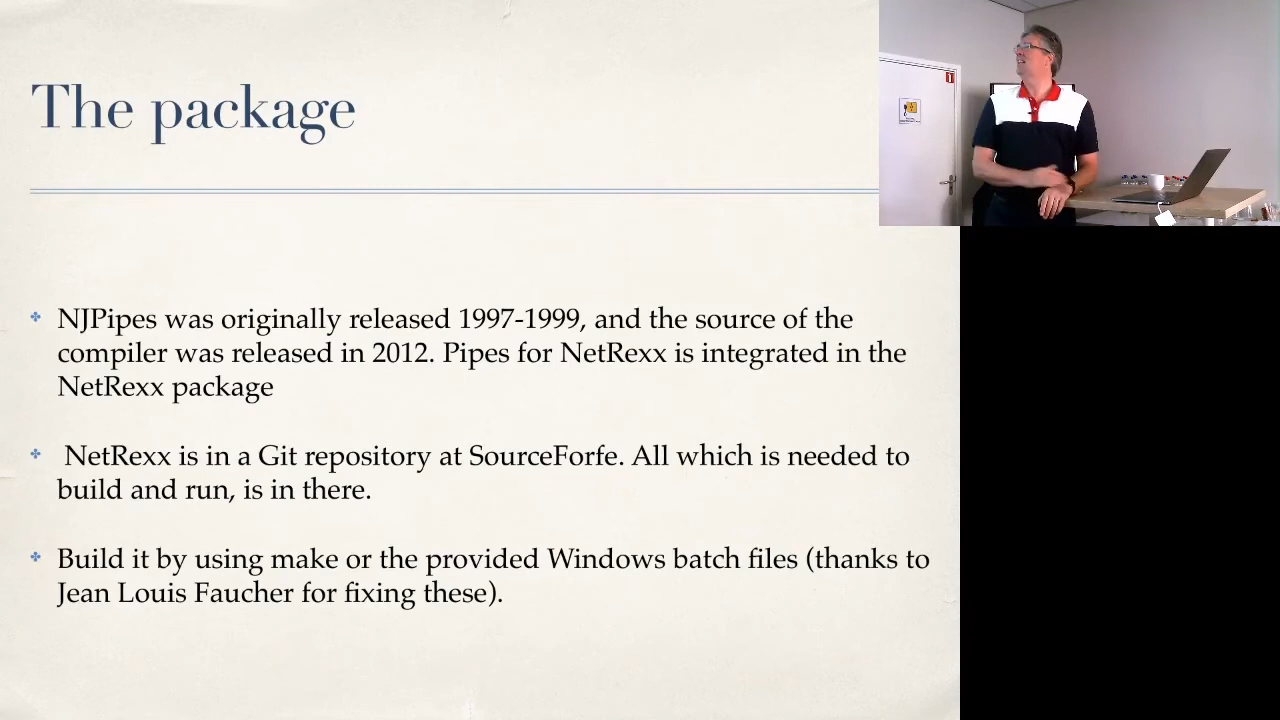 The package
NJPipes was originally released 1997-1999, and the source of the
compiler was released in 2012. Pipes for NetRexx is integrated in the
NetRexx package
NetRexx is in a Git repository at SourceForfe. All which is needed to
build and run, is in there.
Build it by using make or the provided Windows batch files (thanks to
Jean Louis Faucher for fixing these).